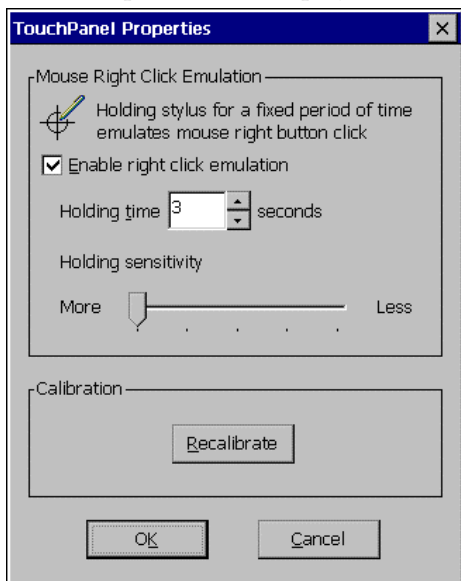 TouchPanel Properties
Mouse Right Click Emulation
Holding stylus for a fixed period of time
emulates mouse right button click
Enable right click emulation
Holding time 3 seconds
Holding sensitivity
More Less
Calibration
Recalibrate
OK Cancel